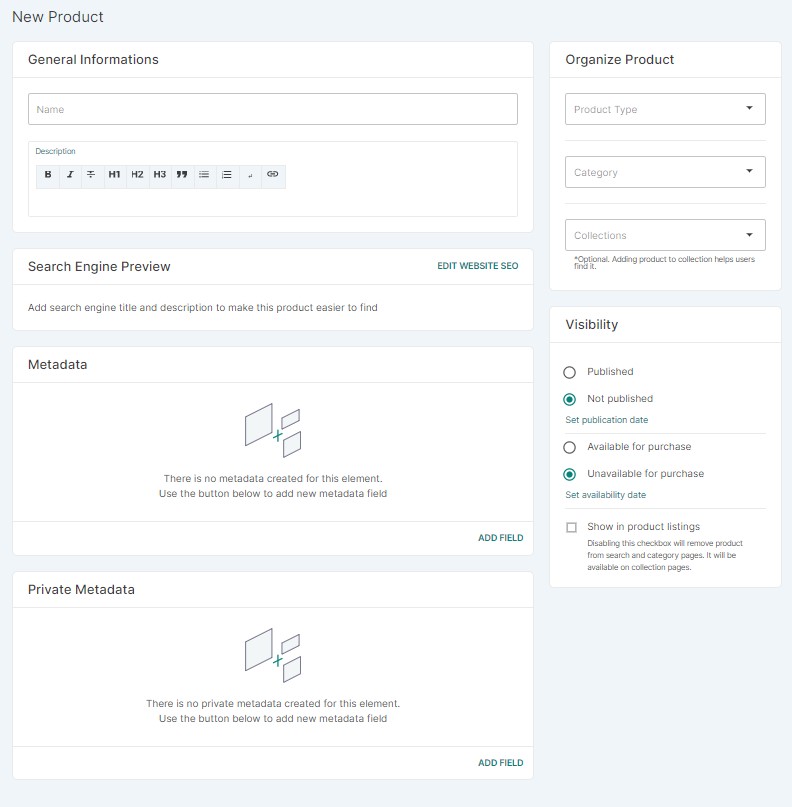 New Product
General Informations
Name
Description
B I T H1 H2 H3
Search Engine Preview
EDIT WEBSITE SEO
Add search engine title and description to make this product easier to find
Metadata
There is no metadata created for this element.
Use the button below to add new metadata field
ADD FIELD
Private Metadata
There is no private metadata created for this element.
Use the button below to add new metadata field
ADD FIELD
Organize Product
Product Type
Category
Collections
*Optional. Adding product to collection helps users
find it.
Visibility
Published
Not published
Set publication date
Available for purchase
Unavailable for purchase
Set availability date
Show in product listings
Disabling this checkbox will remove product
from search and category pages. It will be
available on collection pages.